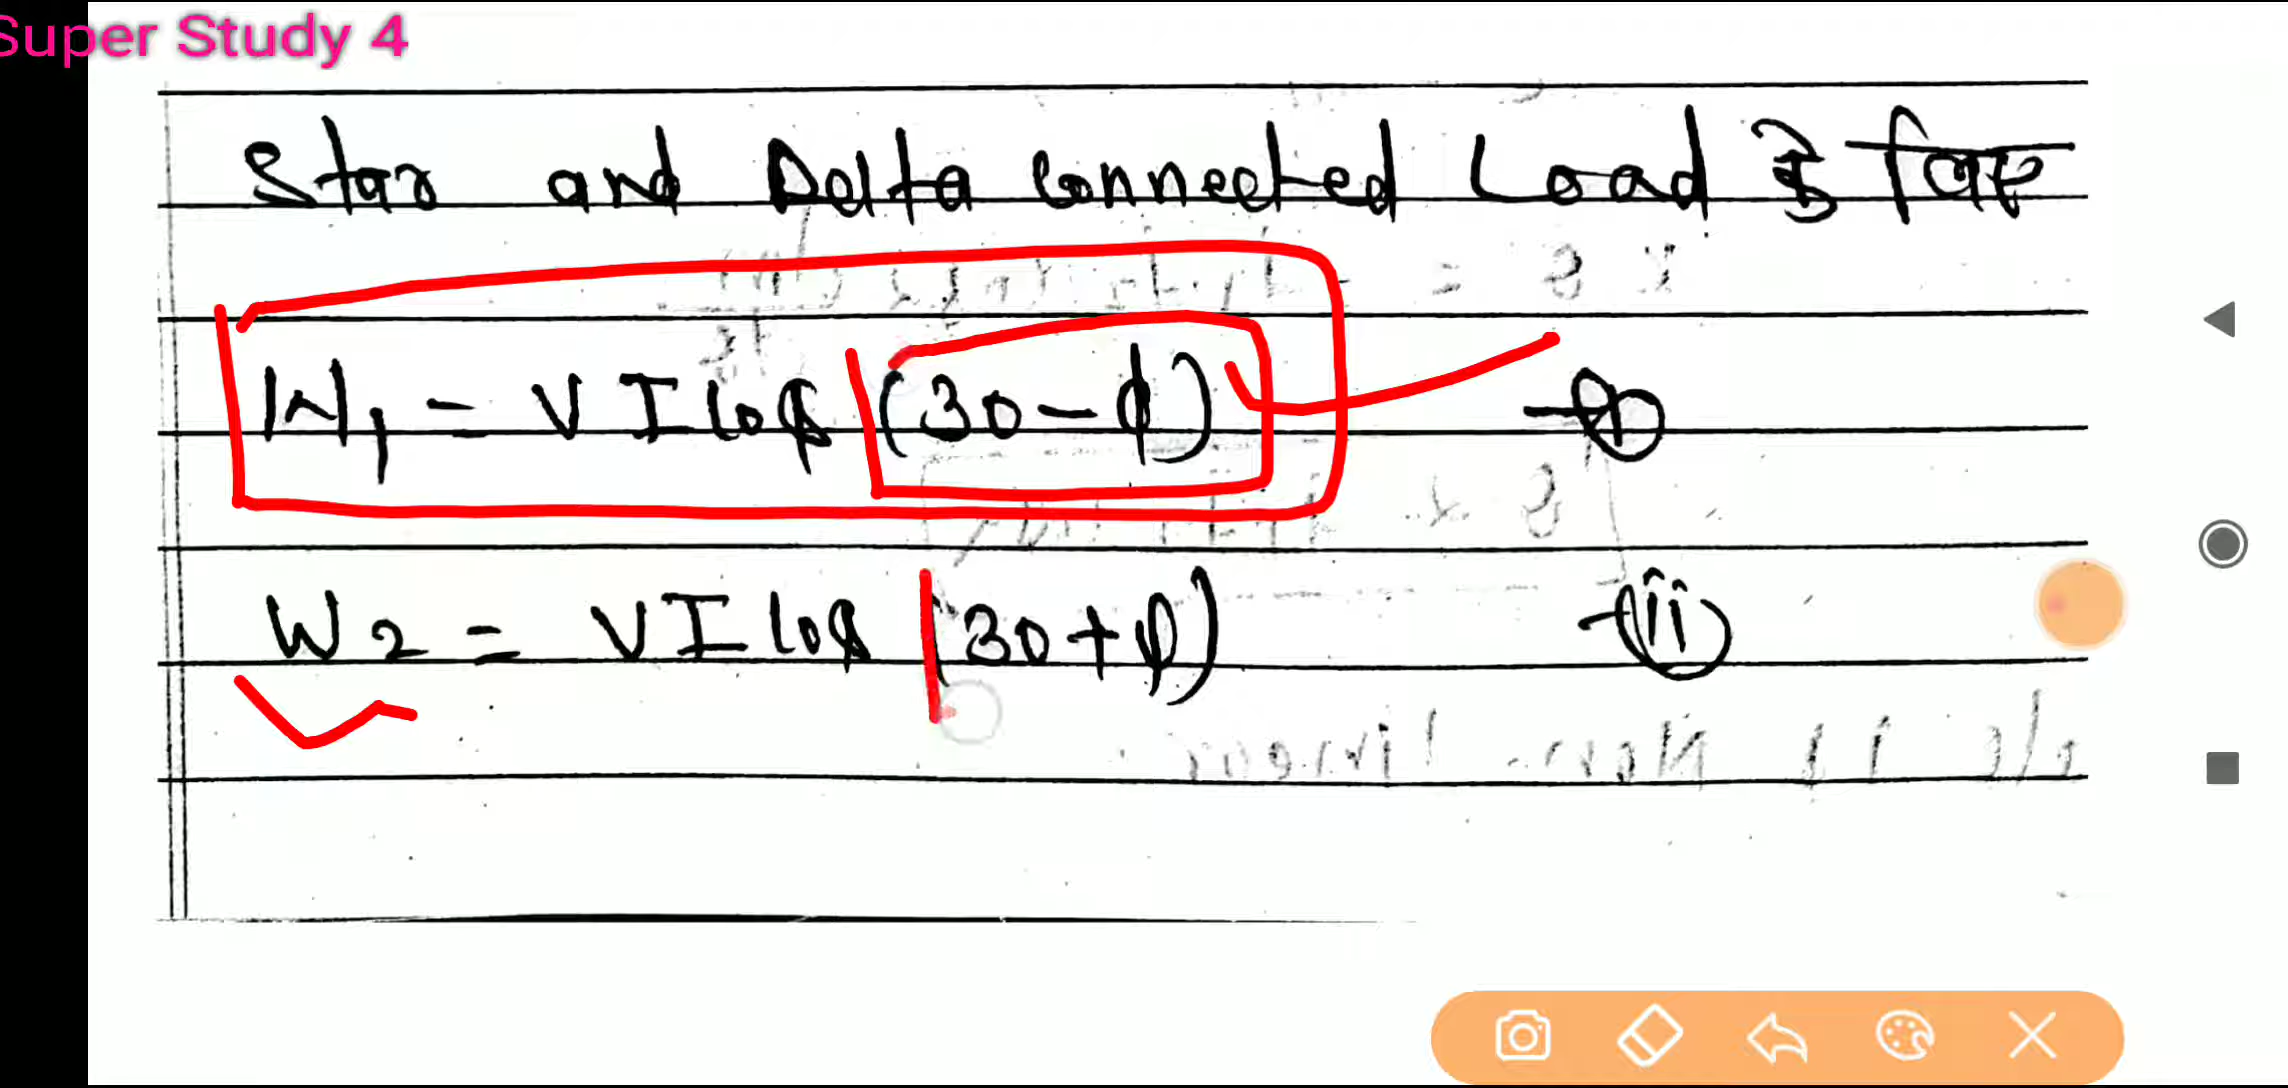 Super Study 4
Star and Delta connected Load के लिए
W₁ = VI Cos (30 - ϕ)
W₂ = VI Cos (30 + ϕ) - (ii)